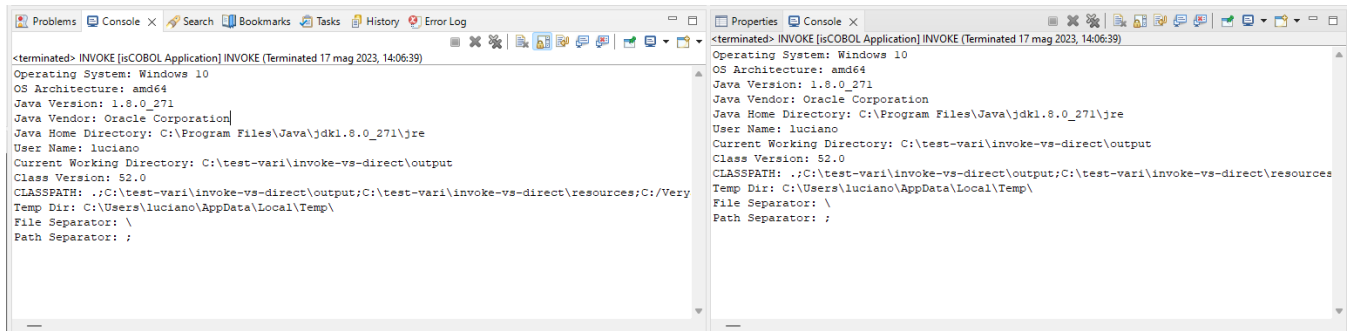 Problems Console Search Bookmarks Tasks History Error Log
<terminated> INVOKE [isCOBOL Application] INVOKE (Terminated 17 mag 2023, 14:06:39)
Operating System: Windows 10
OS Architecture: amd64
Java Version: 1.8.0_271
Java Vendor: Oracle Corporation
Java Home Directory: C:\Program Files\Java\jdk1.8.0_271\jre
User Name: luciano
Current Working Directory: C:\test-vari\invoke-vs-direct\output
Class Version: 52.0
CLASSPATH: .;C:\test-vari\invoke-vs-direct\output;C:\test-vari\invoke-vs-direct\resources;C:/Very
Temp Dir: C:\Users\luciano\AppData\Local\Temp\
File Separator: \
Path Separator: ;
Properties Console
<terminated> INVOKE [isCOBOL Application] INVOKE (Terminated 17 mag 2023, 14:06:39)
Operating System: Windows 10
OS Architecture: amd64
Java Version: 1.8.0_271
Java Vendor: Oracle Corporation
Java Home Directory: C:\Program Files\Java\jdk1.8.0_271\jre
User Name: luciano
Current Working Directory: C:\test-vari\invoke-vs-direct\output
Class Version: 52.0
CLASSPATH: .;C:\test-vari\invoke-vs-direct\output;C:\test-vari\invoke-vs-direct\resources
Temp Dir: C:\Users\luciano\AppData\Local\Temp\
File Separator: \
Path Separator: ;